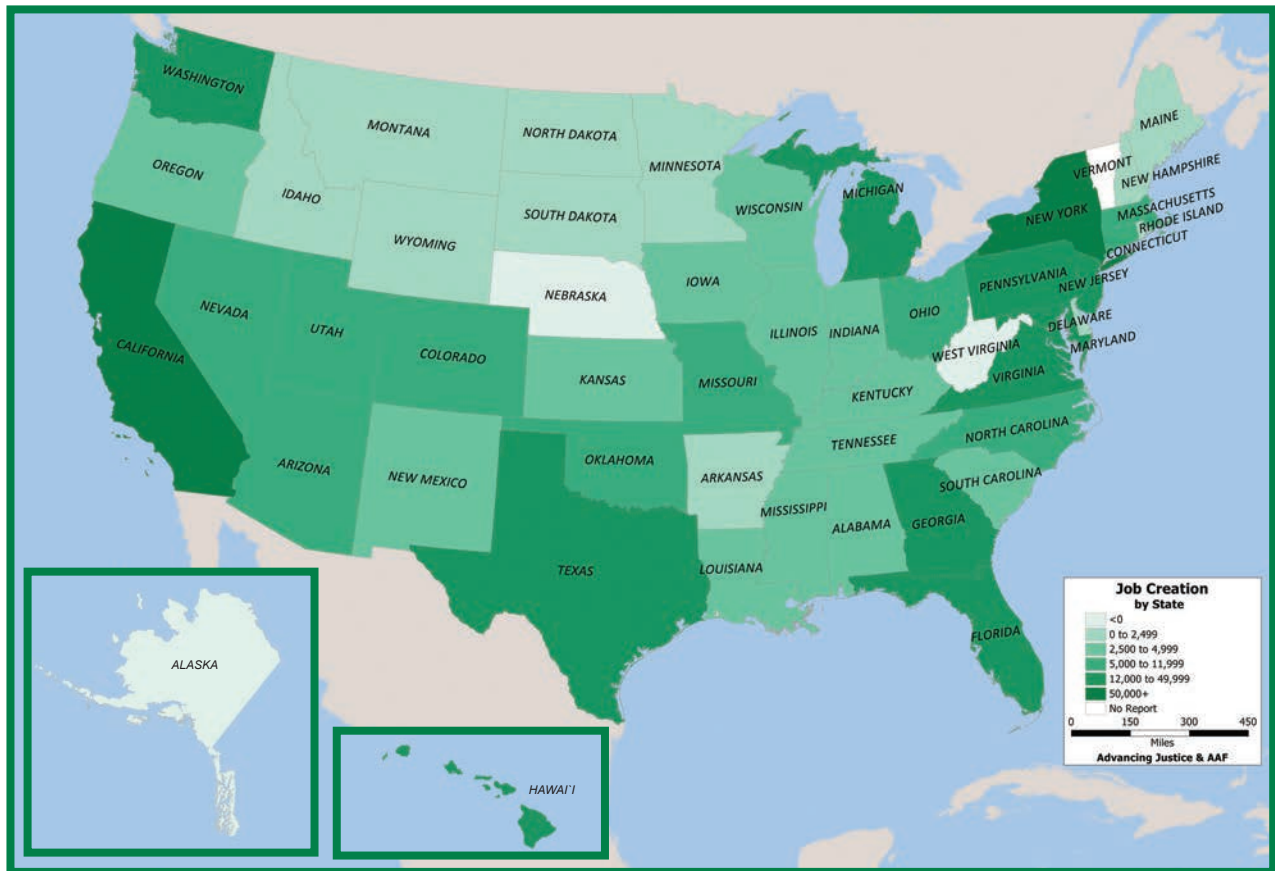 WASHINGTON
MONTANA
NORTH DAKOTA
MINNESOTA
MAINE
OREGON
IDAHO
WYOMING
SOUTH DAKOTA
WISCONSIN
MICHIGAN
VERMONT
NEW HAMPSHIRE
NEW YORK
MASSACHUSETTS
RHODE ISLAND
CONNECTICUT
NEBRASKA
IOWA
PENNSYLVANIA
NEW JERSEY
NEVADA
UTAH
COLORADO
CALIFORNIA
KANSAS
MISSOURI
ILLINOIS
INDIANA
OHIO
DELAWARE
WEST VIRGINIA
MARYLAND
VIRGINIA
KENTUCKY
ARIZONA
NEW MEXICO
OKLAHOMA
ARKANSAS
TENNESSEE
NORTH CAROLINA
SOUTH CAROLINA
MISSISSIPPI
ALABAMA
GEORGIA
TEXAS
LOUISIANA
FLORIDA
ALASKA
HAWAI`I
Job Creation
by State
<0
0 to 2,499
2,500 to 4,999
5,000 to 11,999
12,000 to 49,999
50,000+
No Report
0 150 300 450
Miles
Advancing Justice & AAF